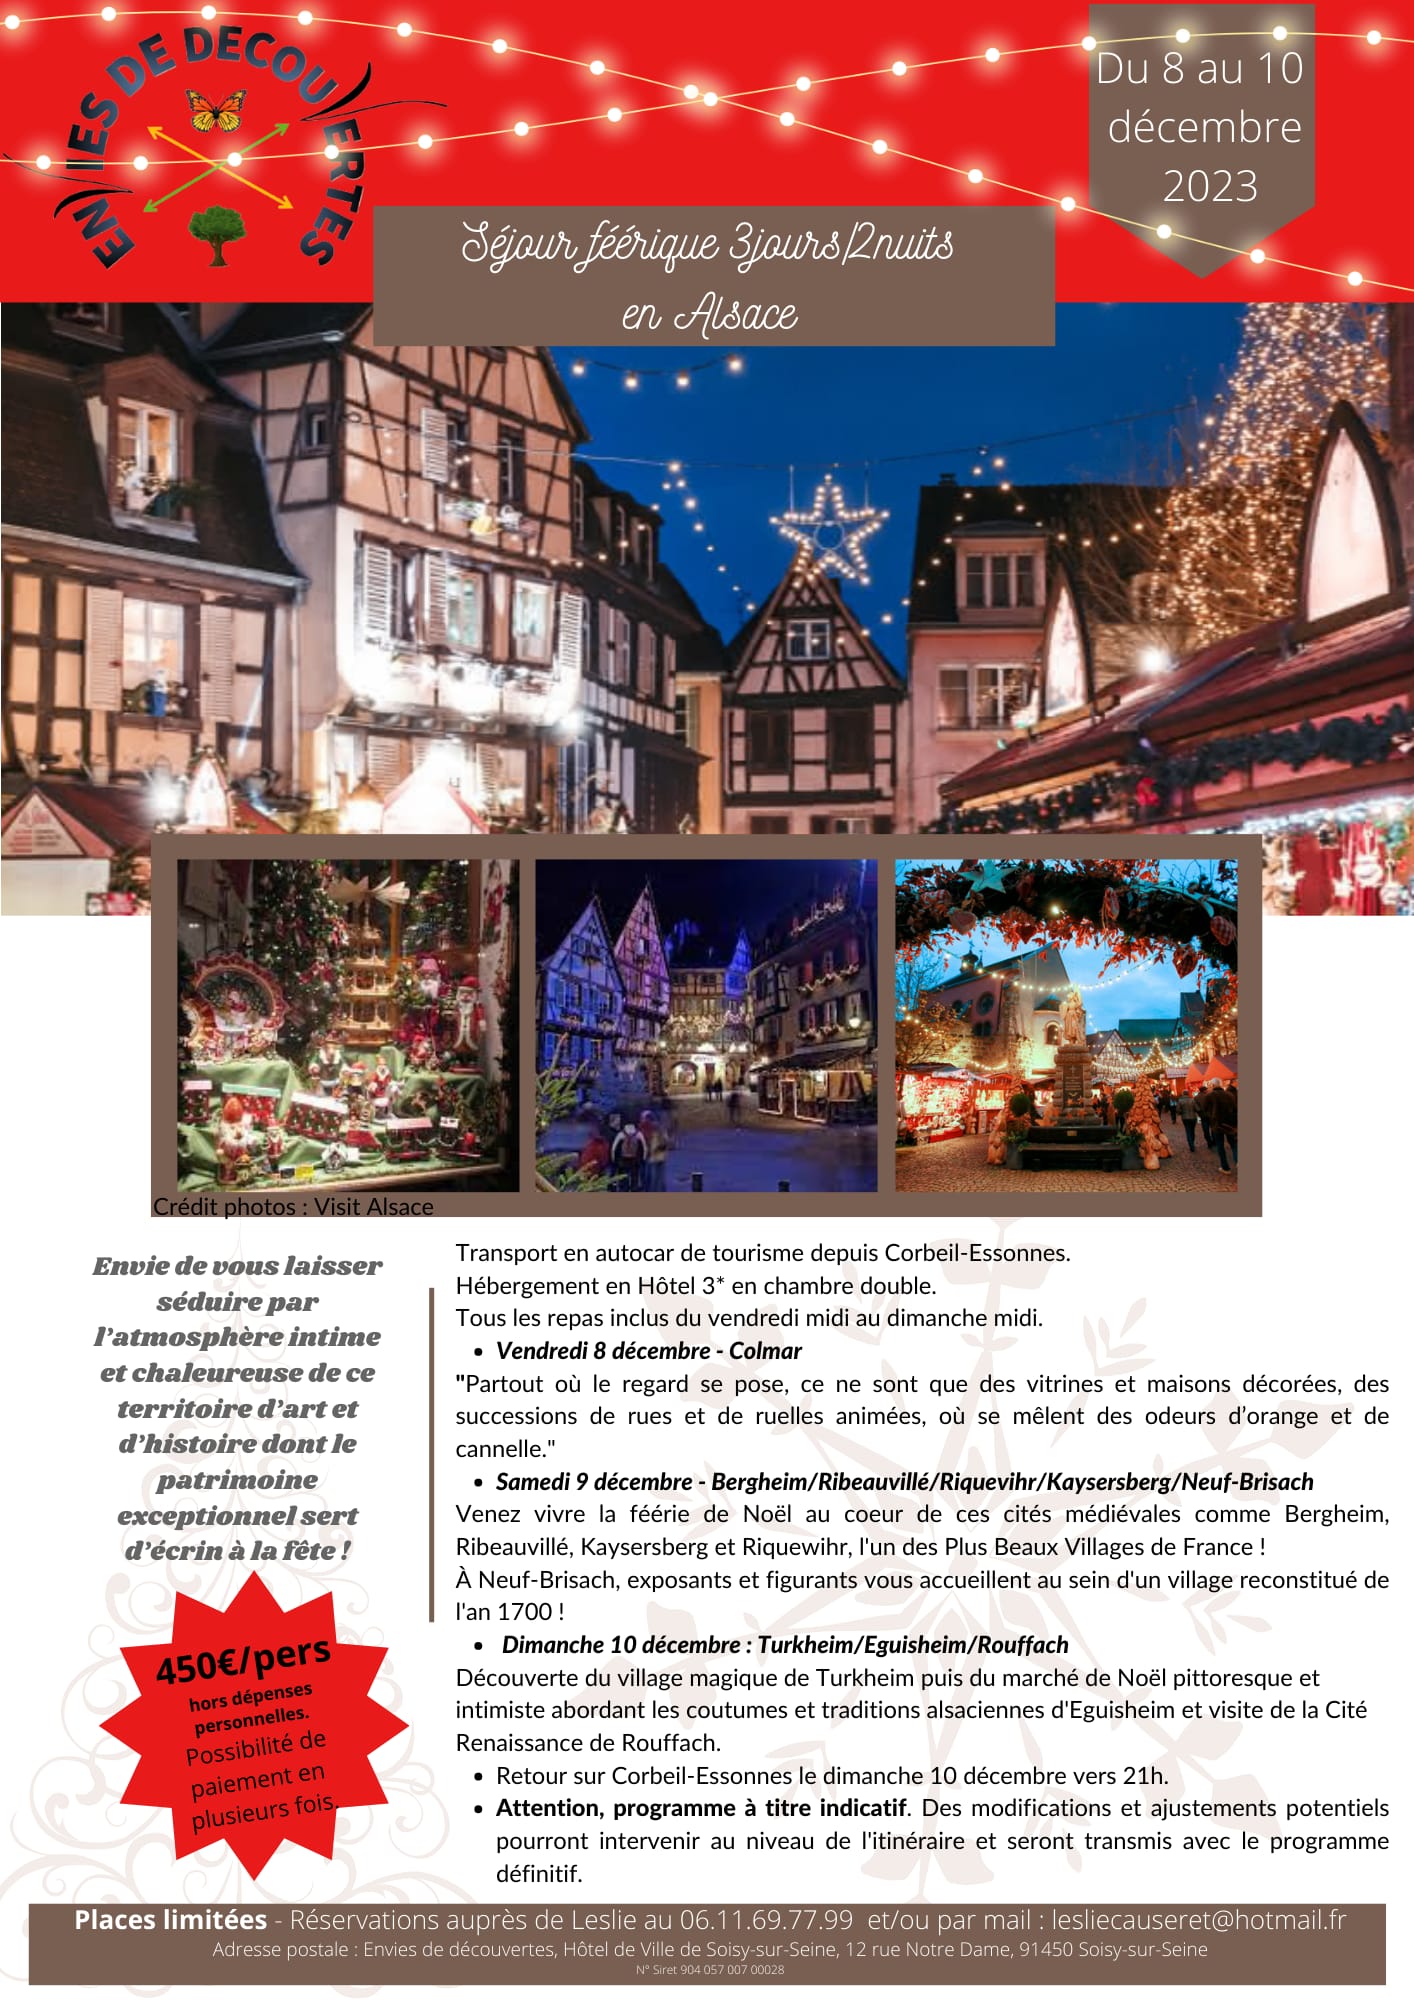 ENVIES DE DECOUVERTES
Du 8 au 10
décembre
2023
Séjour féérique 3jours/2nuits
en Alsace
Crédit photos : Visit Alsace
Envie de vous laisser
séduire par
l'atmosphère intime
et chaleureuse de ce
territoire d'art et
d'histoire dont le
patrimoine
exceptionnel sert
d'écrin à la fête !
450€/pers
hors dépenses
personnelles.
Possibilité de
paiement en
plusieurs fois.
Transport en autocar de tourisme depuis Corbeil-Essonnes.
Hébergement en Hôtel 3* en chambre double.
Tous les repas inclus du vendredi midi au dimanche midi.
• Vendredi 8 décembre - Colmar
"Partout où le regard se pose, ce ne sont que des vitrines et maisons décorées, des
successions de rues et de ruelles animées, où se mêlent des odeurs d'orange et de
cannelle."
• Samedi 9 décembre - Bergheim/Ribeauvillé/Riquevihr/Kaysersberg/Neuf-Brisach
Venez vivre la féérie de Noël au coeur de ces cités médiévales comme Bergheim,
Ribeauvillé, Kaysersberg et Riquewihr, l'un des Plus Beaux Villages de France !
À Neuf-Brisach, exposants et figurants vous accueillent au sein d'un village reconstitué de
l'an 1700 !
• Dimanche 10 décembre : Turkheim/Eguisheim/Rouffach
Découverte du village magique de Turkheim puis du marché de Noël pittoresque et
intimiste abordant les coutumes et traditions alsaciennes d'Eguisheim et visite de la Cité
Renaissance de Rouffach.
• Retour sur Corbeil-Essonnes le dimanche 10 décembre vers 21h.
• Attention, programme à titre indicatif. Des modifications et ajustements potentiels
pourront intervenir au niveau de l'itinéraire et seront transmis avec le programme
définitif.
Places limitées - Réservations auprès de Leslie au 06.11.69.77.99 et/ou par mail : lesliecauseret@hotmail.fr
Adresse postale : Envies de découvertes, Hôtel de Ville de Soisy-sur-Seine, 12 rue Notre Dame, 91450 Soisy-sur-Seine
N° Siret 904 057 007 00028